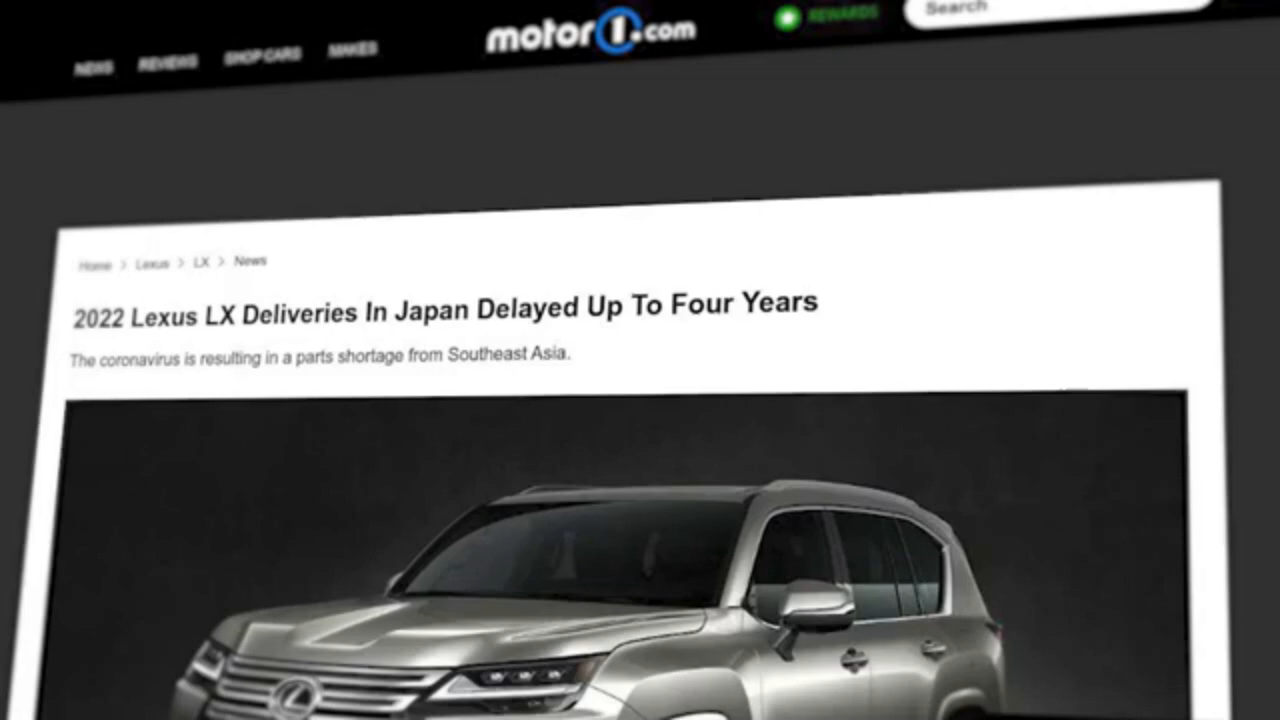 motor1.com
REWARDS
Search
NEWS REVIEWS SHOP CARS MAKES
Home > Lexus > LX > News
2022 Lexus LX Deliveries In Japan Delayed Up To Four Years
The coronavirus is resulting in a parts shortage from Southeast Asia.